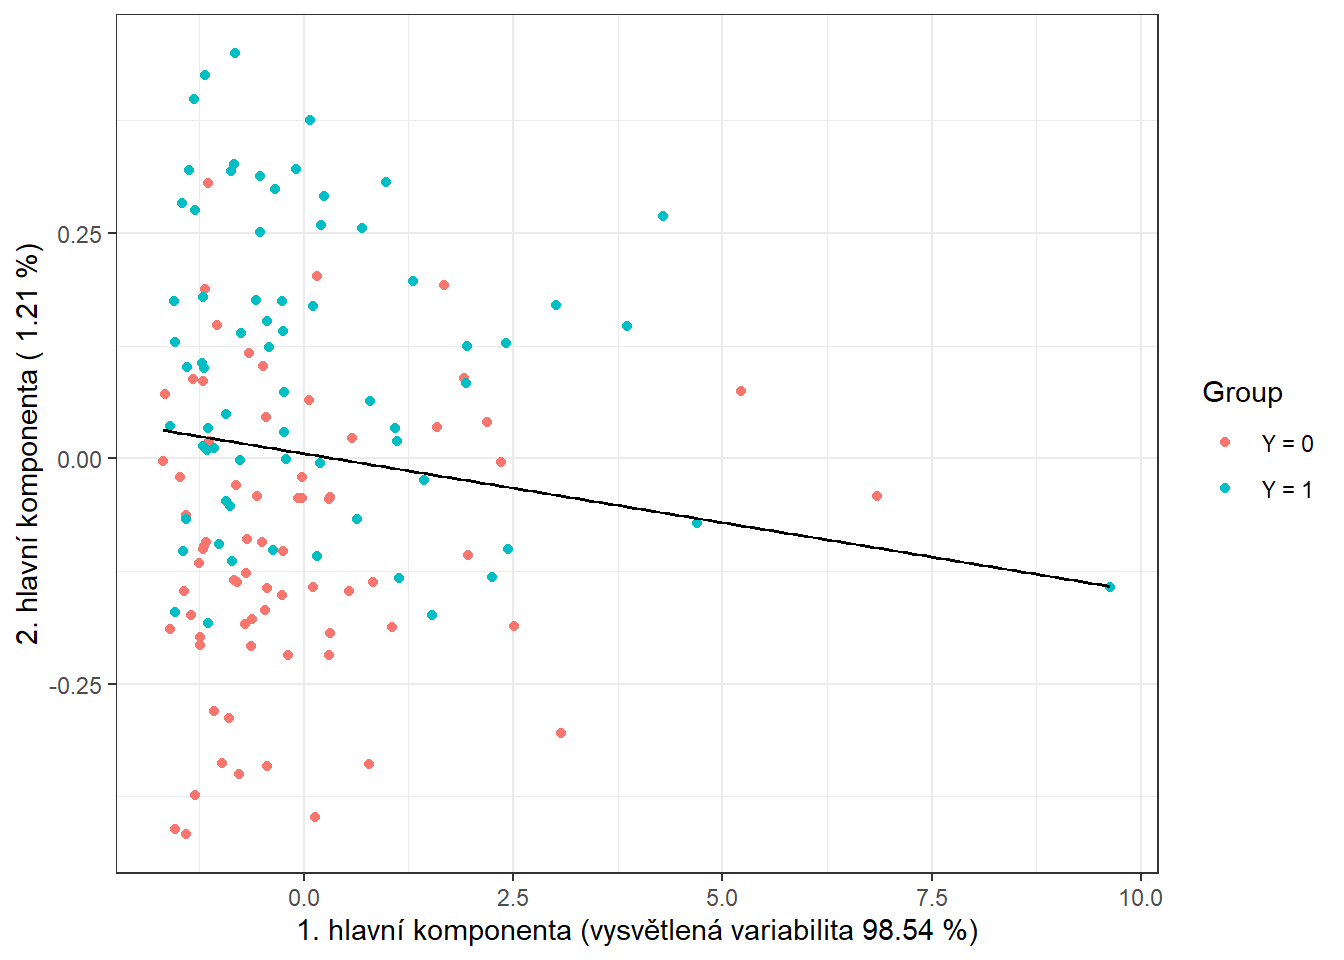 2. hlavní komponenta ( 1.21 %)
0.25
0.00
-0.25
0.0
2.5
5.0
7.5
10.0
1. hlavní komponenta (vysvětlená variabilita 98.54 %)
Group
Y = 0
Y = 1